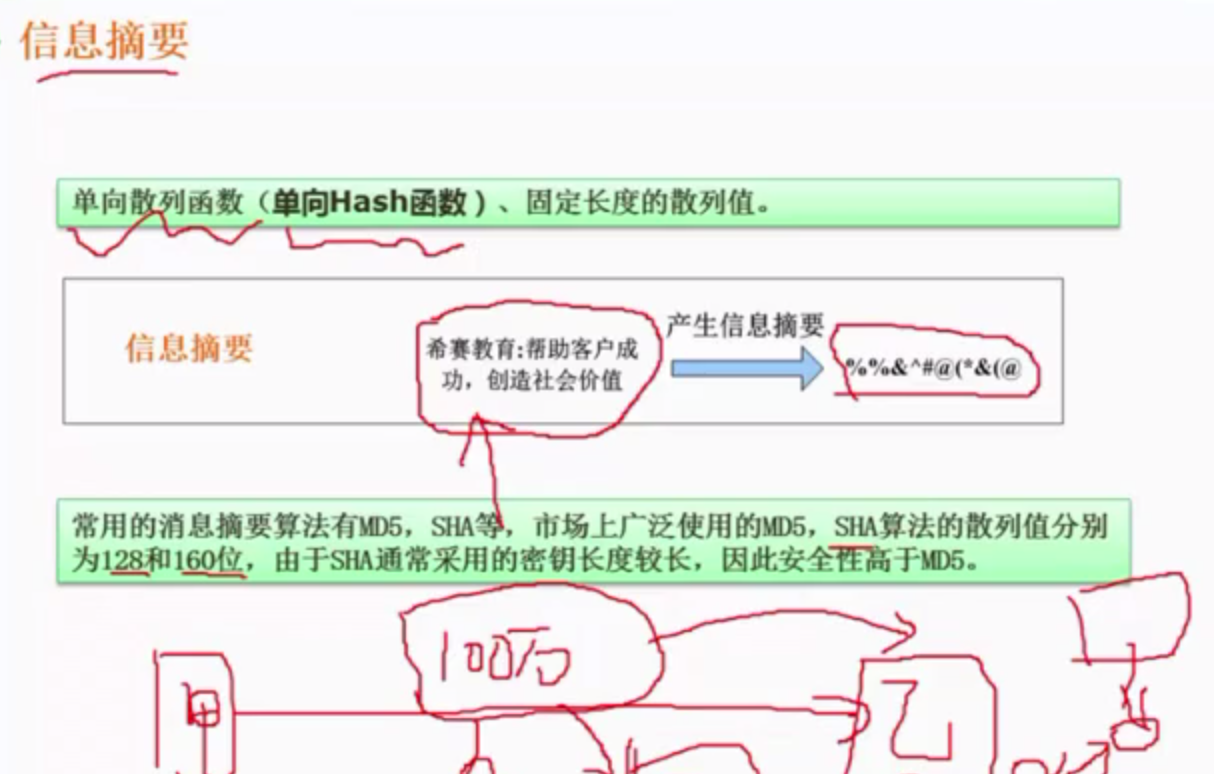 信息摘要
单向散列函数（单向Hash函数）、固定长度的散列值。
信息摘要
希赛教育:帮助客户成
功，创造社会价值
产生信息摘要
%%&^#@(*&(@
常用的消息摘要算法有MD5，SHA等，市场上广泛使用的MD5，SHA算法的散列值分别
为128和160位，由于SHA通常采用的密钥长度较长，因此安全性高于MD5。
100万
乙